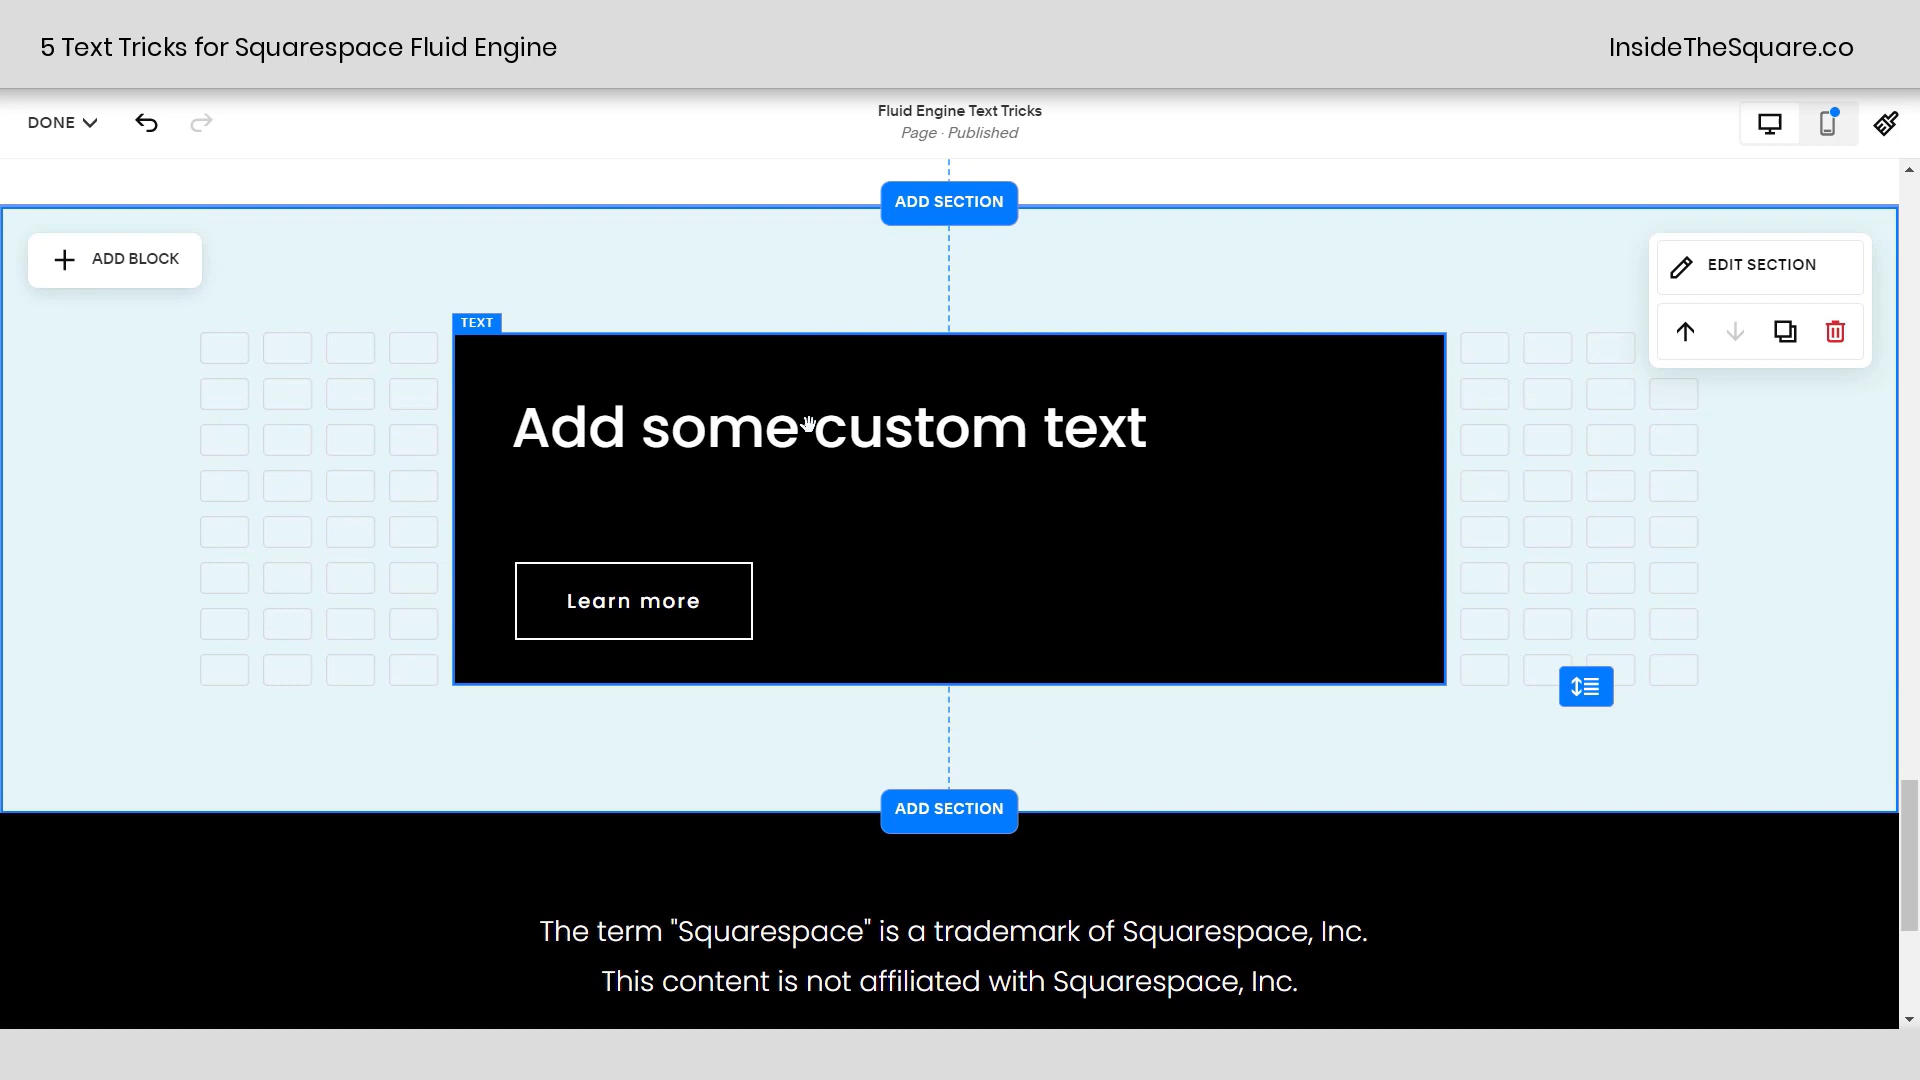 5 Text Tricks for Squarespace Fluid Engine
InsideTheSquare.co
DONE
Fluid Engine Text Tricks
Page · Published
ADD SECTION
ADD BLOCK
EDIT SECTION
TEXT
Add some custom text
Learn more
ADD SECTION
The term "Squarespace" is a trademark of Squarespace, Inc.
This content is not affiliated with Squarespace, Inc.